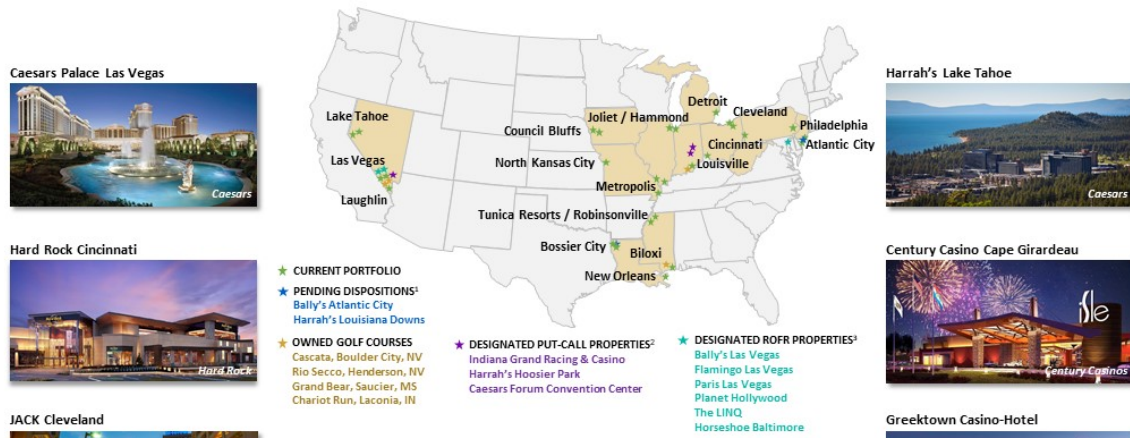 Caesars Palace Las Vegas
Caesars
Hard Rock Cincinnati
Hard Rock
JACK Cleveland
Lake Tahoe
Las Vegas
Laughlin
Council Bluffs
North Kansas City
Joliet / Hammond
Detroit
Cleveland
Philadelphia
Atlantic City
Cincinnati
Louisville
Metropolis
Tunica Resorts / Robinsonville
Bossier City
Biloxi
New Orleans
CURRENT PORTFOLIO
PENDING DISPOSITIONS¹
Bally's Atlantic City
Harrah's Louisiana Downs
OWNED GOLF COURSES
Cascata, Boulder City, NV
Rio Secco, Henderson, NV
Grand Bear, Saucier, MS
Chariot Run, Laconia, IN
DESIGNATED PUT-CALL PROPERTIES²
Indiana Grand Racing & Casino
Harrah's Hoosier Park
Caesars Forum Convention Center
DESIGNATED ROFR PROPERTIES³
Bally's Las Vegas
Flamingo Las Vegas
Paris Las Vegas
Planet Hollywood
The LINQ
Horseshoe Baltimore
Harrah's Lake Tahoe
Caesars
Century Casino Cape Girardeau
isle
Century Casinos
Greektown Casino-Hotel